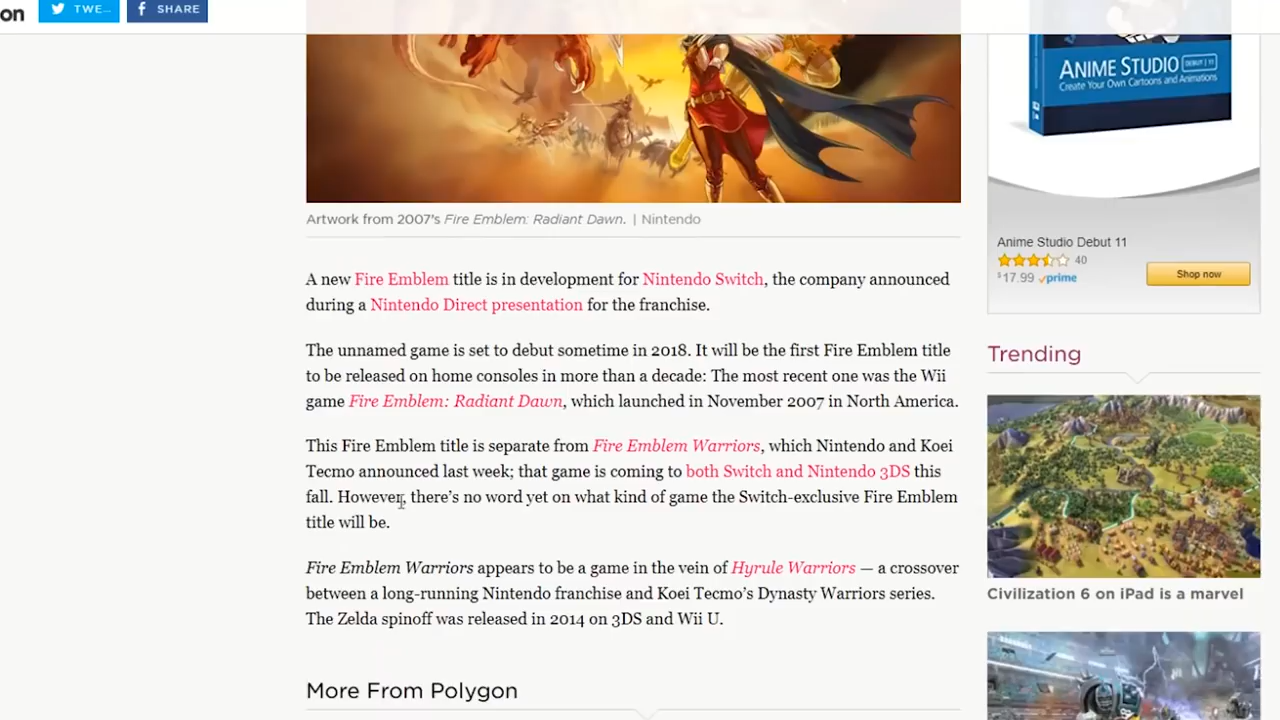 on
TWE...
SHARE
ANIME STUDIO DEBUT 11
Create Your Own Cartoons and Animations
Artwork from 2007's Fire Emblem: Radiant Dawn. | Nintendo
Anime Studio Debut 11
40
$17.99 prime
Shop now
A new Fire Emblem title is in development for Nintendo Switch, the company announced
during a Nintendo Direct presentation for the franchise.
The unnamed game is set to debut sometime in 2018. It will be the first Fire Emblem title
to be released on home consoles in more than a decade: The most recent one was the Wii
game Fire Emblem: Radiant Dawn, which launched in November 2007 in North America.
This Fire Emblem title is separate from Fire Emblem Warriors, which Nintendo and Koei
Tecmo announced last week; that game is coming to both Switch and Nintendo 3DS this
fall. However, there's no word yet on what kind of game the Switch-exclusive Fire Emblem
title will be.
Fire Emblem Warriors appears to be a game in the vein of Hyrule Warriors — a crossover
between a long-running Nintendo franchise and Koei Tecmo's Dynasty Warriors series.
The Zelda spinoff was released in 2014 on 3DS and Wii U.
More From Polygon
Trending
Civilization 6 on iPad is a marvel